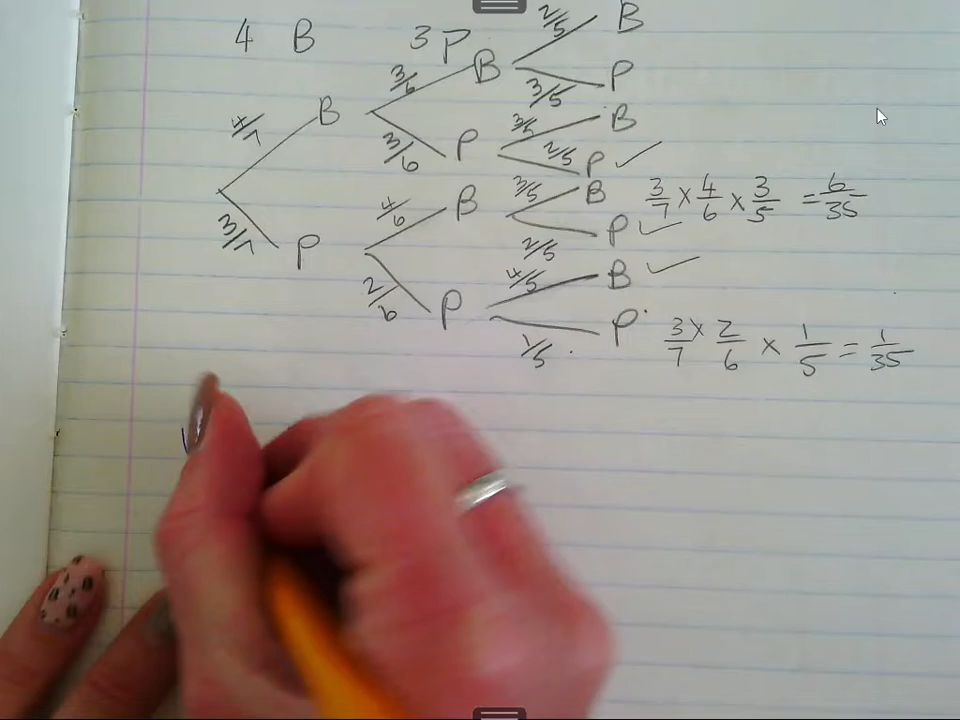 4 B 3 P
4/7 B 3/6 B 2/5 B
3/5 P
3/6 P 3/5 B
2/5 P ✓
3/7 P 4/6 B 3/5 B 3/7 × 4/6 × 3/5 = 6/35
2/5 P ✓
2/6 P 4/5 B ✓
1/5 P 3/7 × 2/6 × 1/5 = 1/35